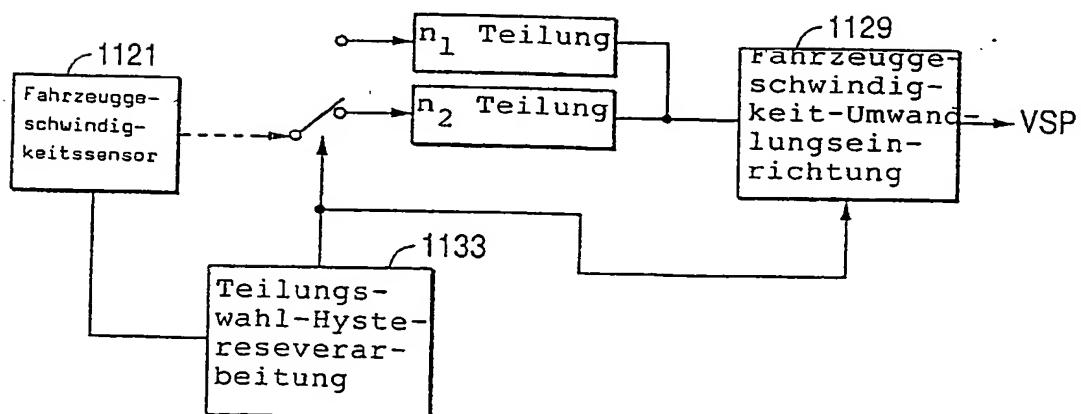 1121
Fahrzeugge-
schwindig-
keitssensor
n1 Teilung
n2 Teilung
1129
Fahrzeugge-
schwindig-
keit-Umwand-
lungsein-
richtung
VSP
1133
Teilungs-
wahl-Hyste-
reseverar-
beitung